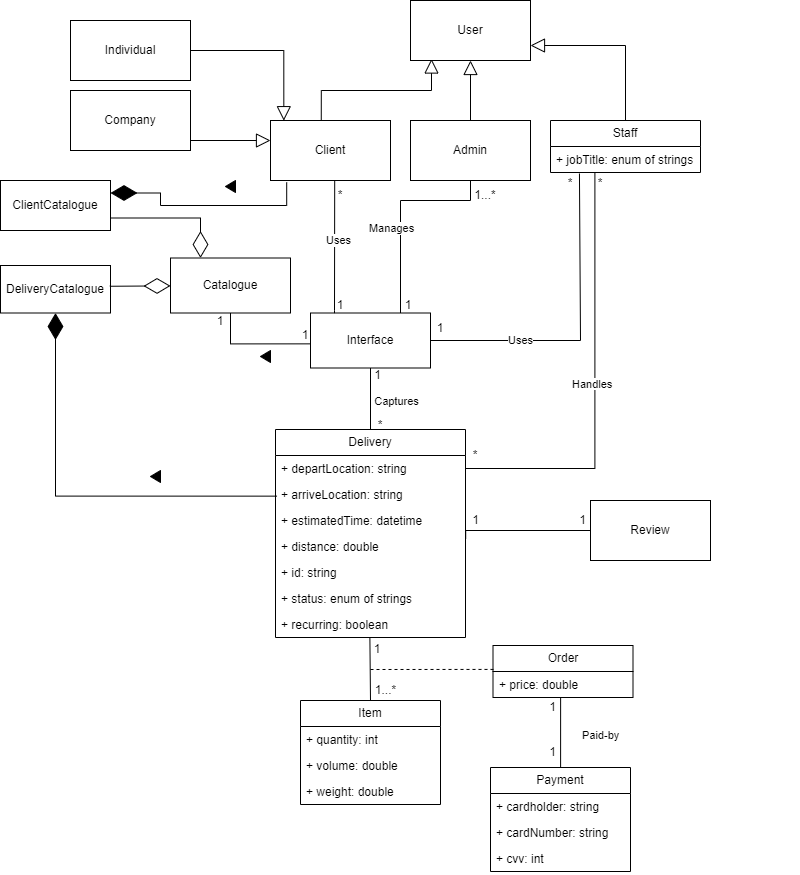 User
Individual
Company
Client
Admin
Staff
+ jobTitle: enum of strings
ClientCatalogue
*
1...*
*
*
Manages
Uses
DeliveryCatalogue
Catalogue
1
1
1
1
1
Interface
Uses
1
Captures
*
Handles
Delivery
*
+ departLocation: string
+ arriveLocation: string
+ estimatedTime: datetime
+ distance: double
+ id: string
+ status: enum of strings
+ recurring: boolean
1
1
Review
1
1...*
Order
+ price: double
Item
+ quantity: int
+ volume: double
+ weight: double
1
Paid-by
1
Payment
+ cardholder: string
+ cardNumber: string
+ cvv: int